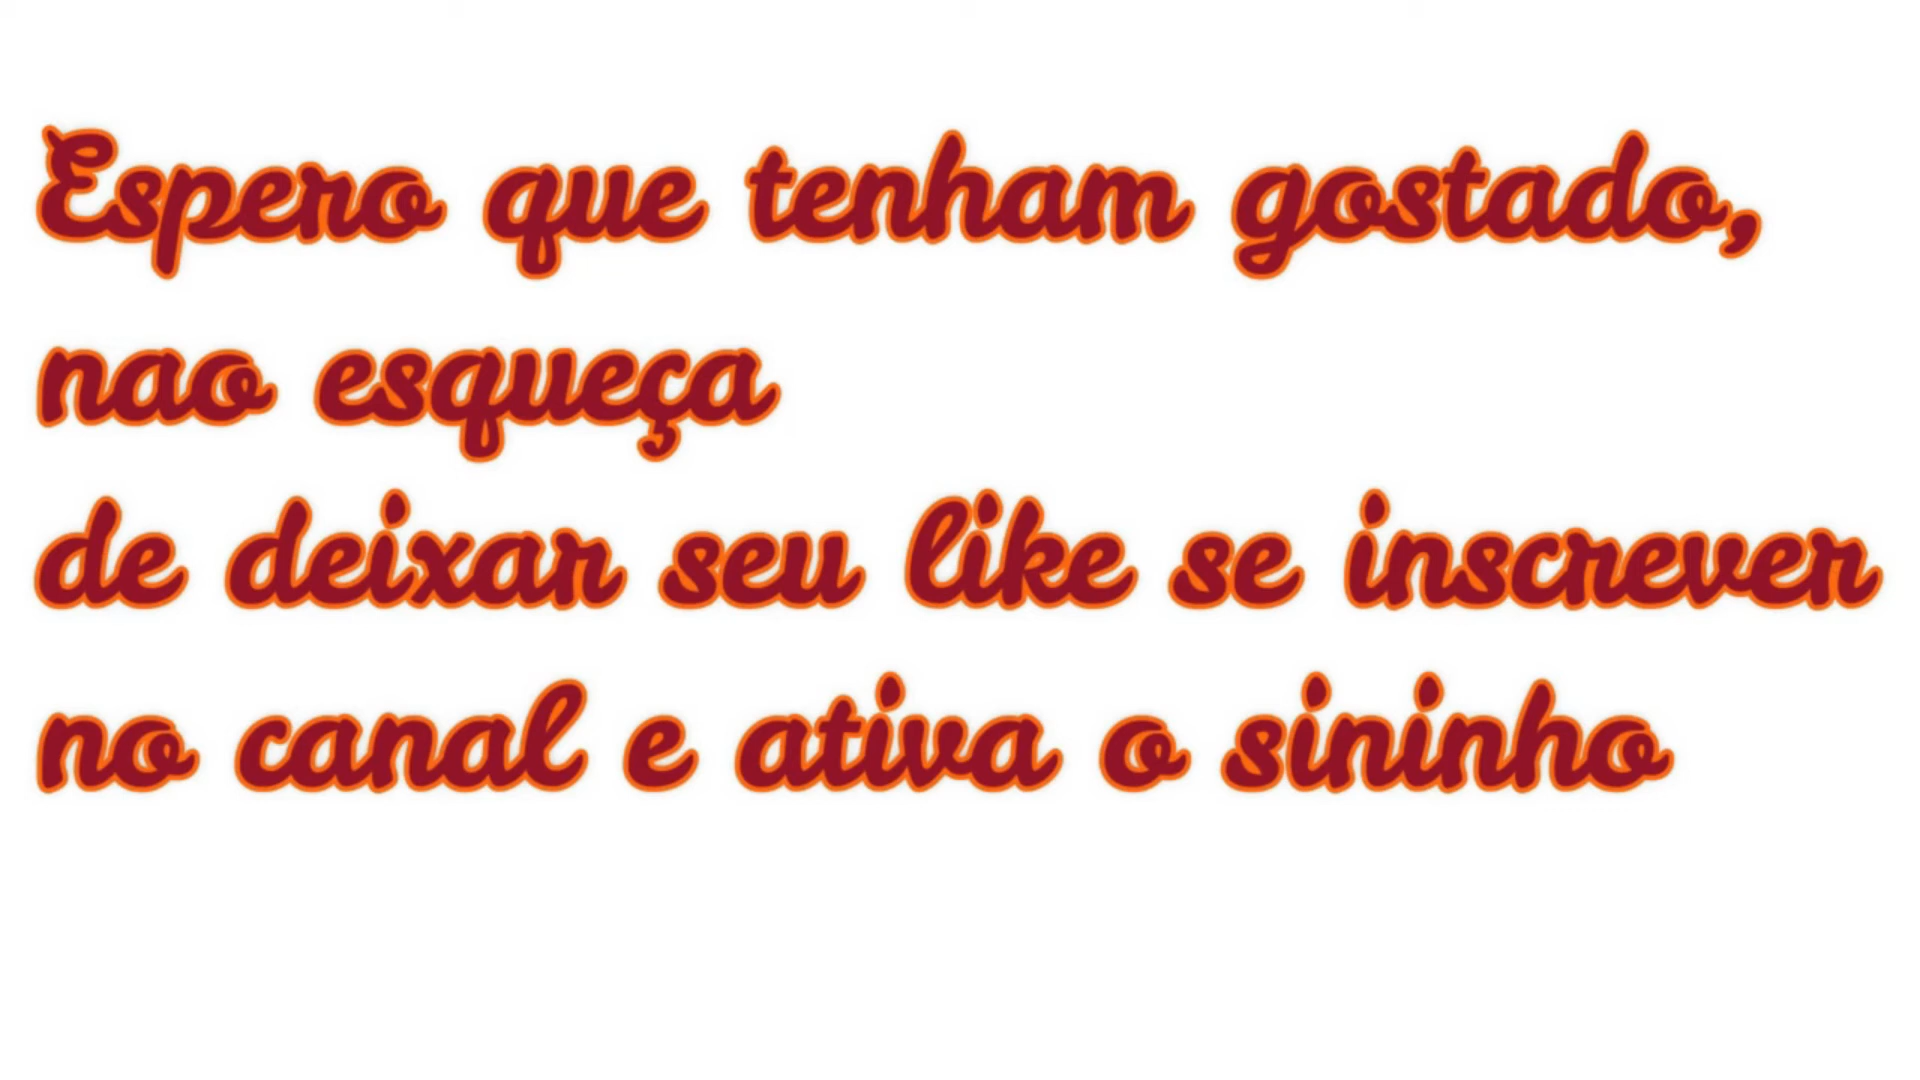 Espero que tenham gostado,
nao esqueça
de deixar seu like se inscrever
no canal e ativa o sininho